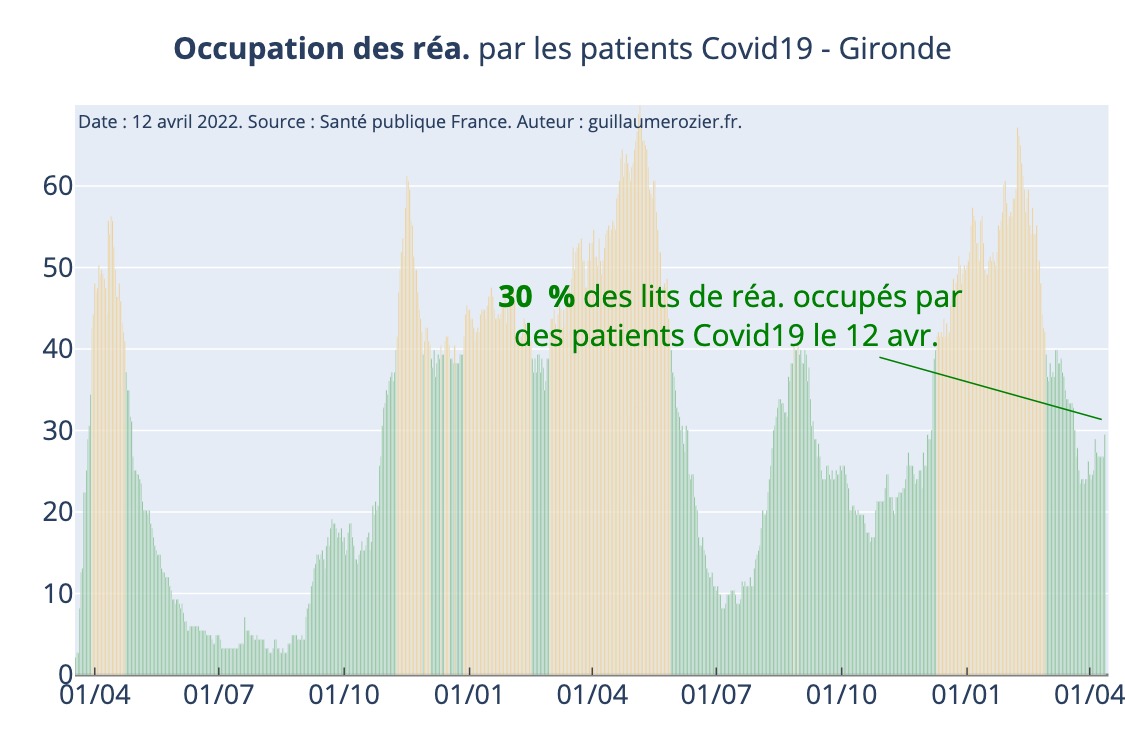 Occupation des réa. par les patients Covid19 - Gironde
Date : 12 avril 2022. Source : Santé publique France. Auteur : guillaumerozier.fr.
60
50
30 % des lits de réa. occupés par
des patients Covid19 le 12 avr.
40
30
20
10
0
01/04 01/07 01/10 01/01 01/04 01/07 01/10 01/01 01/04